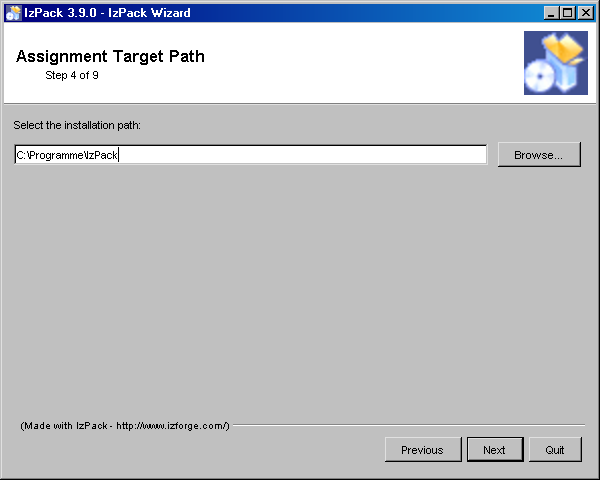 IzPack 3.9.0 - IzPack Wizard
Assignment Target Path
Step 4 of 9
Select the installation path:
C:\Programme\IzPack
Browse...
(Made with IzPack - http://www.izforge.com/)
Previous
Next
Quit